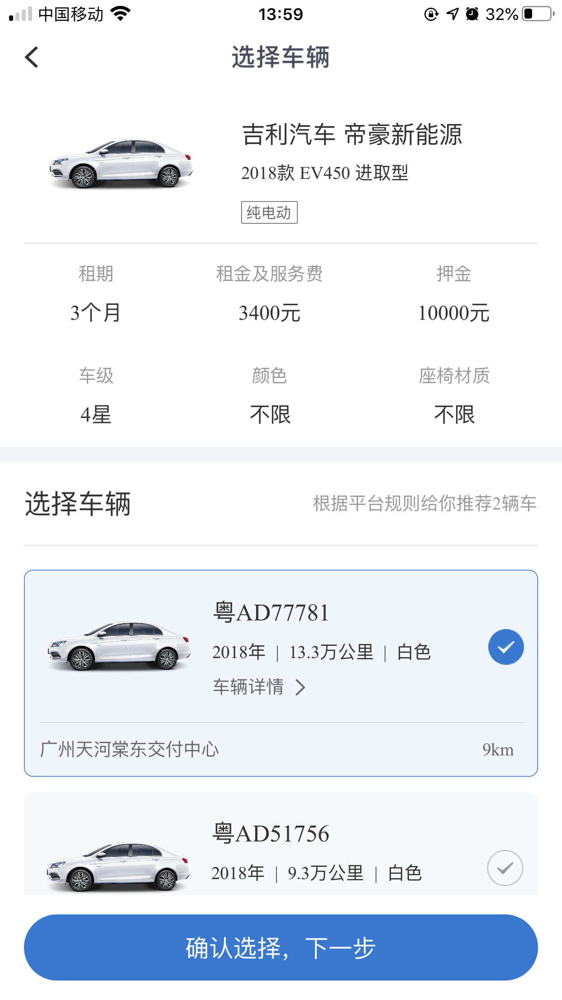 中国移动 13:59 32%
选择车辆
吉利汽车 帝豪新能源
2018款 EV450 进取型
纯电动
租期 租金及服务费 押金
3个月 3400元 10000元
车级 颜色 座椅材质
4星 不限 不限
选择车辆 根据平台规则给你推荐2辆车
粤AD77781
2018年 | 13.3万公里 | 白色
车辆详情
广州天河棠东交付中心 9km
粤AD51756
2018年 | 9.3万公里 | 白色
确认选择，下一步